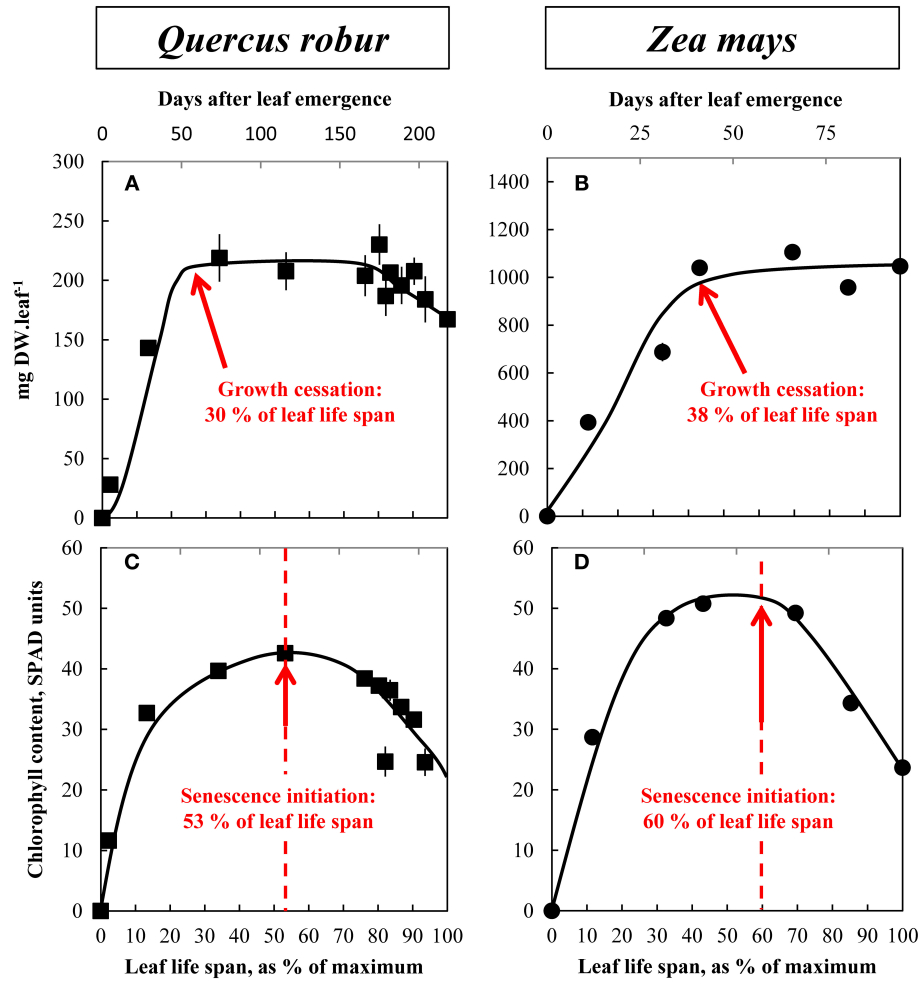 Quercus robur
Zea mays
Days after leaf emergence
Days after leaf emergence
0 50 100 150 200
0 25 50 75
300
250
200
150
100
50
0
mg DW.leaf-1
A
Growth cessation:
30 % of leaf life span
1400
1200
1000
800
600
400
200
0
B
Growth cessation:
38 % of leaf life span
60
50
40
30
20
10
0
Chlorophyll content, SPAD units
C
Senescence initiation:
53 % of leaf life span
0 10 20 30 40 50 60 70 80 90 100
Leaf life span, as % of maximum
60
50
40
30
20
10
0
D
Senescence initiation:
60 % of leaf life span
0 10 20 30 40 50 60 70 80 90 100
Leaf life span, as % of maximum